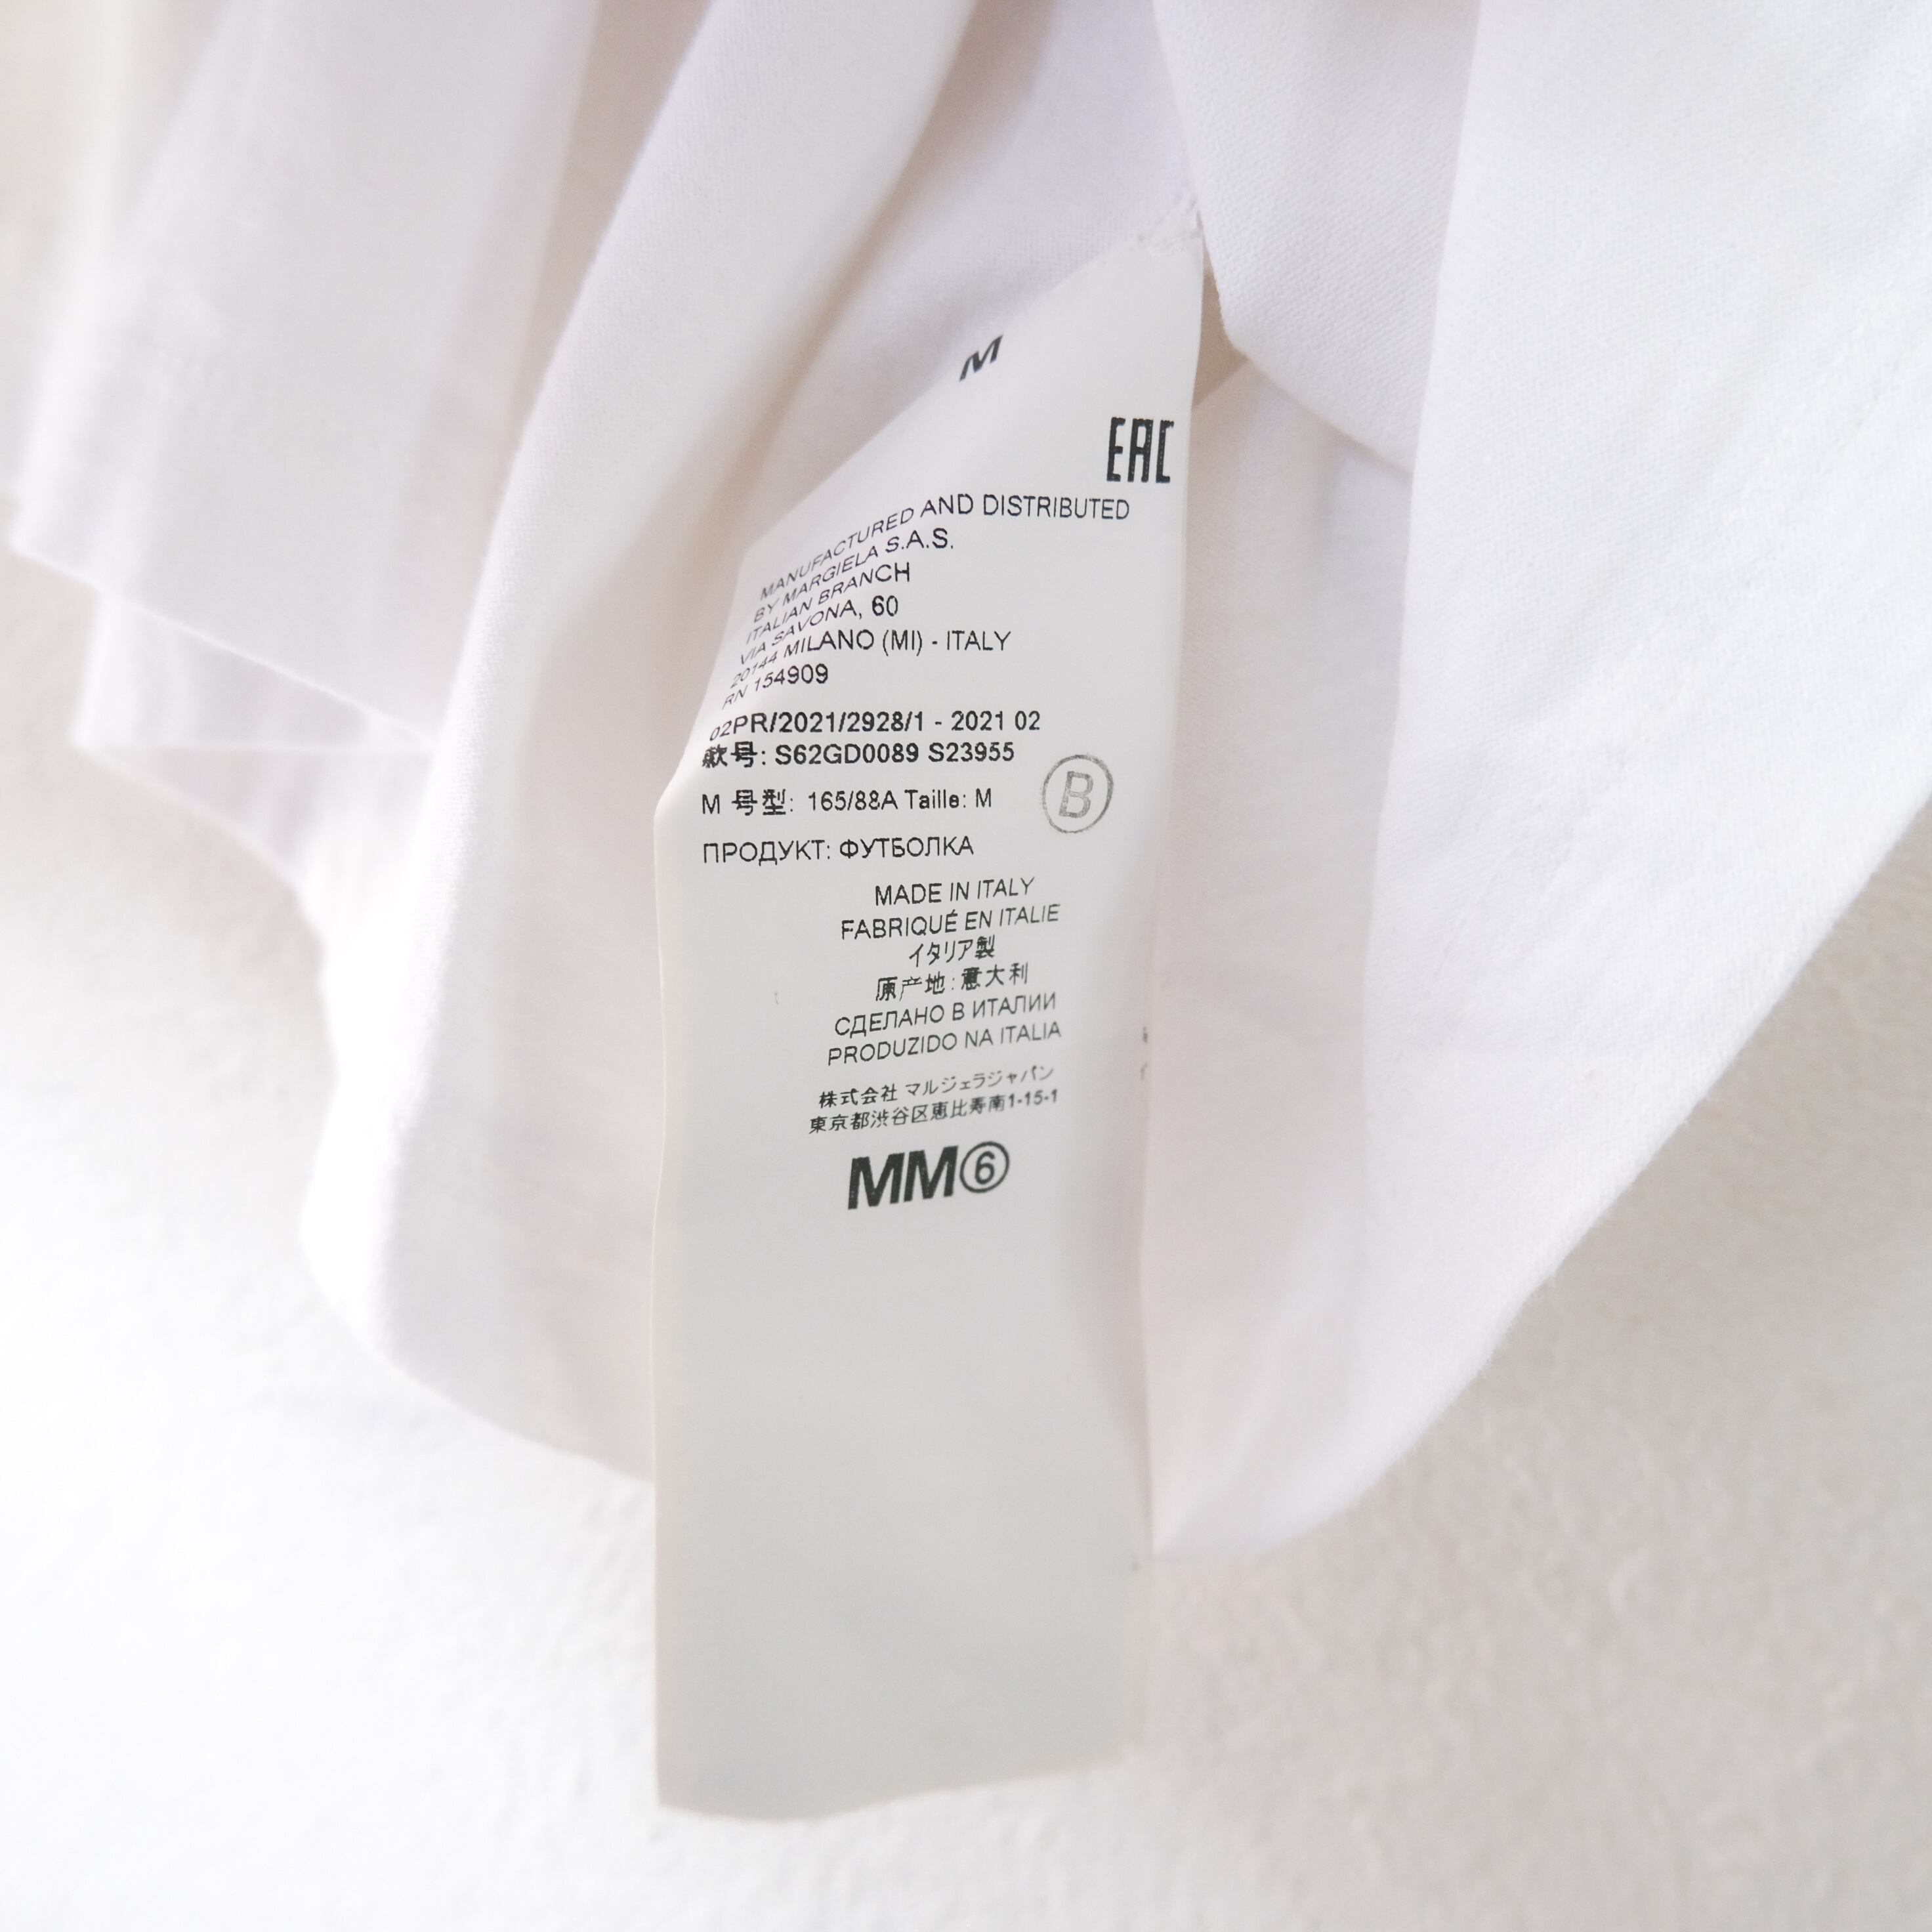 M
EAC
MANUFACTURED AND DISTRIBUTED
BY MARGIELA S.A.S.
ITALIAN BRANCH
VIA SAVONA, 60
20144 MILANO (MI) - ITALY
RN 154909
02PR/2021/2928/1 - 2021 02
款号: S62GD0089 S23955
M 号型: 165/88A Taille: M
B
ПРОДУКТ: ФУТБОЛКА
MADE IN ITALY
FABRIQUÉ EN ITALIE
イタリア製
原产地:意大利
СДЕЛАНО В ИТАЛИИ
PRODUZIDO NA ITALIA
株式会社 マルジェラジャパン
東京都渋谷区恵比寿南1-15-1
MM⑥